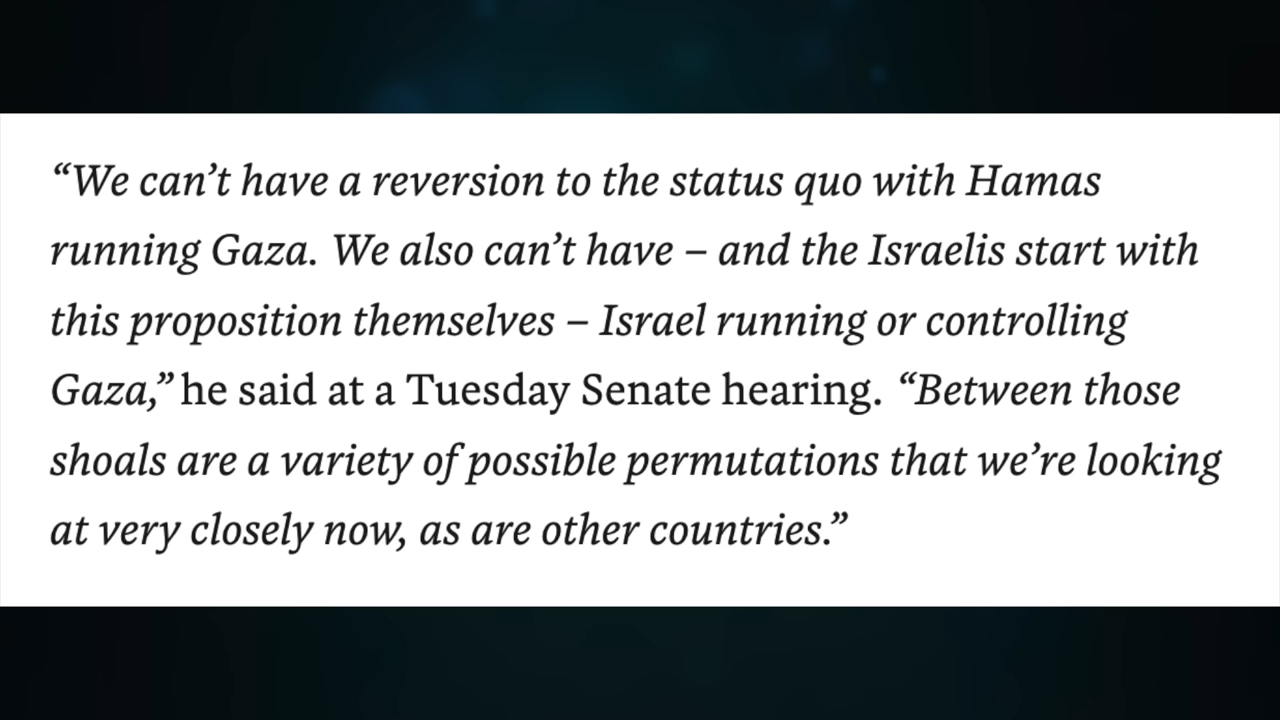 “We can’t have a reversion to the status quo with Hamas
running Gaza. We also can’t have – and the Israelis start with
this proposition themselves – Israel running or controlling
Gaza,” he said at a Tuesday Senate hearing. “Between those
shoals are a variety of possible permutations that we’re looking
at very closely now, as are other countries.”